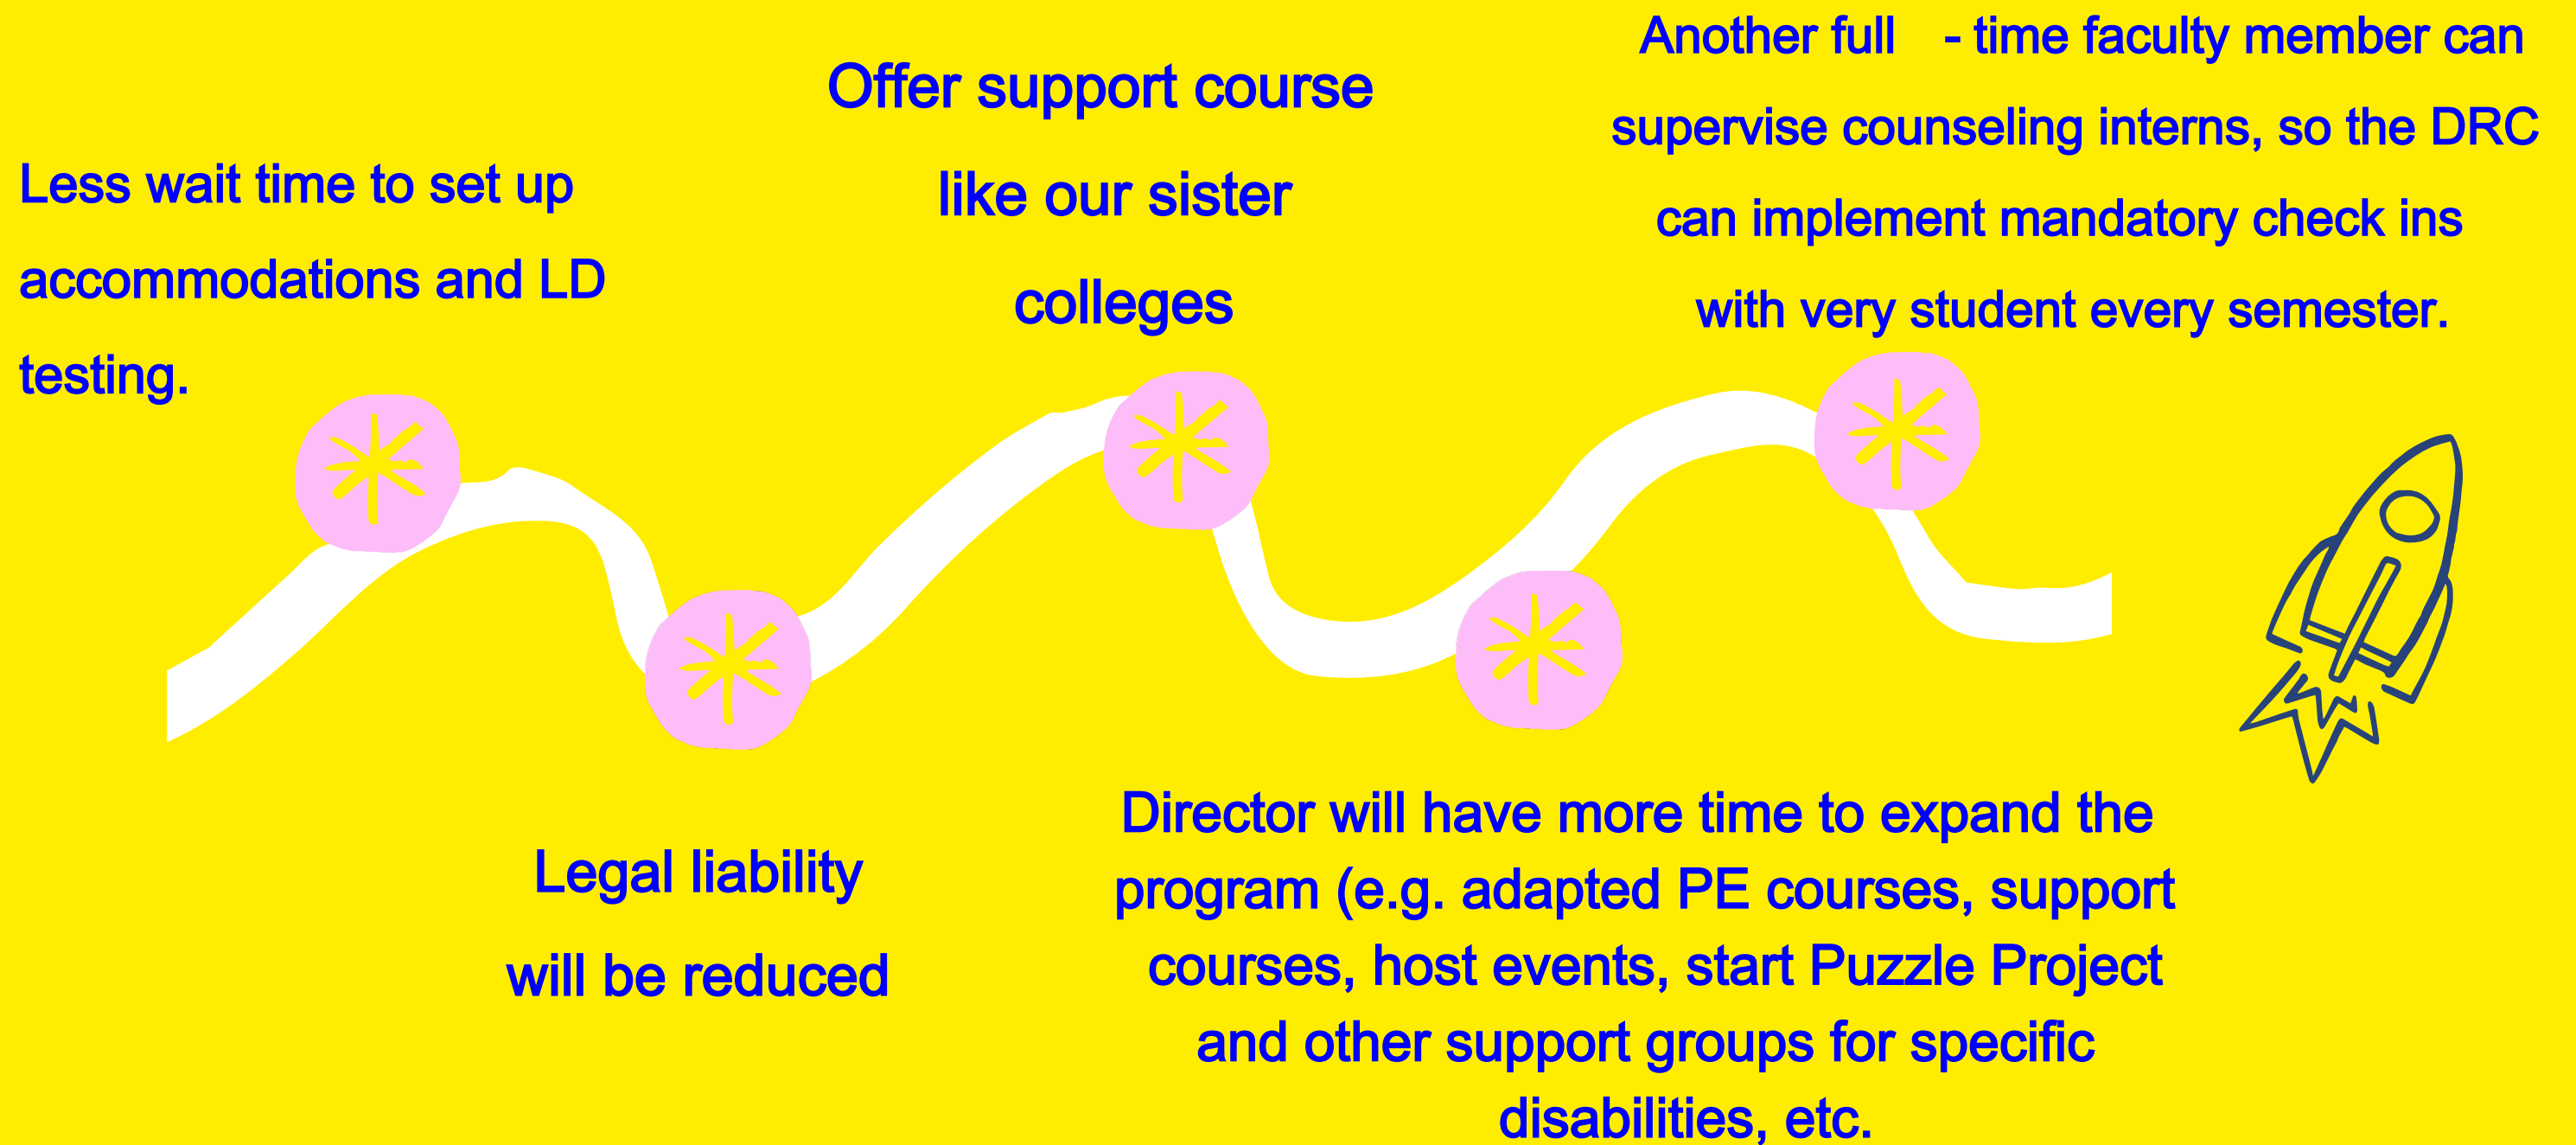 Less wait time to set up
accommodations and LD
testing.
Legal liability
will be reduced
Offer support course
like our sister
colleges
Director will have more time to expand the
program (e.g. adapted PE courses, support
courses, host events, start Puzzle Project
and other support groups for specific
disabilities, etc.
Another full - time faculty member can
supervise counseling interns, so the DRC
can implement mandatory check ins
with very student every semester.